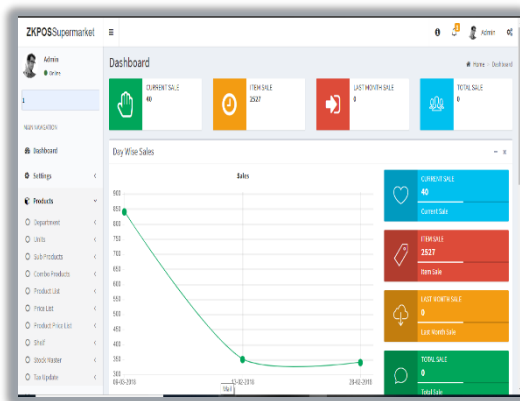 ZKPOSSupermarket
Admin
Admin
Online
1
MAIN NAVIGATION
Dashboard
Settings
Products
Department
Units
Sub Products
Combo Products
Product List
Price List
Product Price List
Shelf
Stock Master
Tax Update
Dashboard
Home > Dashboard
CURRENT SALE
40
ITEM SALE
2527
LAST MONTH SALE
0
TOTAL SALE
0
Day Wise Sales
Sales
900
850
800
750
700
650
600
550
500
450
400
350
300
09-02-2018
13-02-2018
20-02-2018
CURRENT SALE
40
Current Sale
ITEM SALE
2527
Item Sale
LAST MONTH SALE
0
Last Month Sale
TOTAL SALE
0
Total Sale